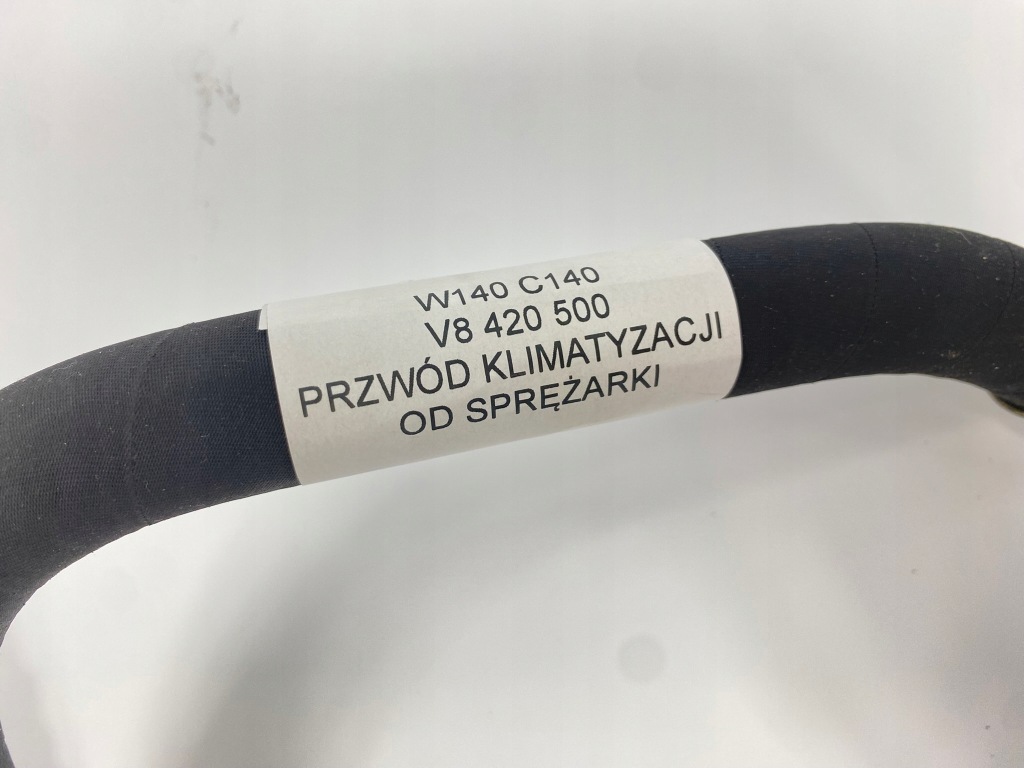 W140 C140
V8 420 500
PRZWÓD KLIMATYZACJI
OD SPRĘŻARKI